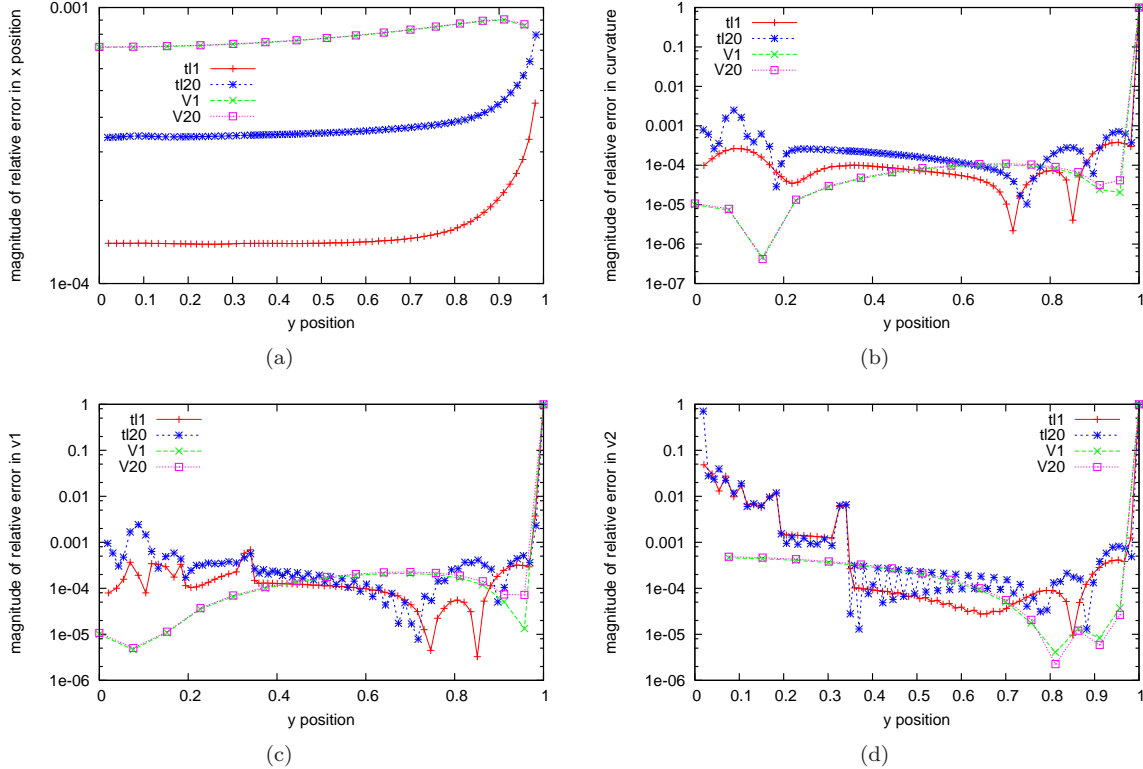 magnitude of relative error in x position
0.001
1e-04
tl1
tl20
V1
V20
0 0.1 0.2 0.3 0.4 0.5 0.6 0.7 0.8 0.9 1
y position
(a)
magnitude of relative error in curvature
1
0.1
0.01
0.001
1e-04
1e-05
1e-06
1e-07
tl1
tl20
V1
V20
0 0.2 0.4 0.6 0.8 1
y position
(b)
magnitude of relative error in v1
1
0.1
0.01
0.001
1e-04
1e-05
1e-06
tl1
tl20
V1
V20
0 0.2 0.4 0.6 0.8 1
y position
(c)
magnitude of relative error in v2
1
0.1
0.01
0.001
1e-04
1e-05
1e-06
tl1
tl20
V1
V20
0 0.1 0.2 0.3 0.4 0.5 0.6 0.7 0.8 0.9 1
y position
(d)